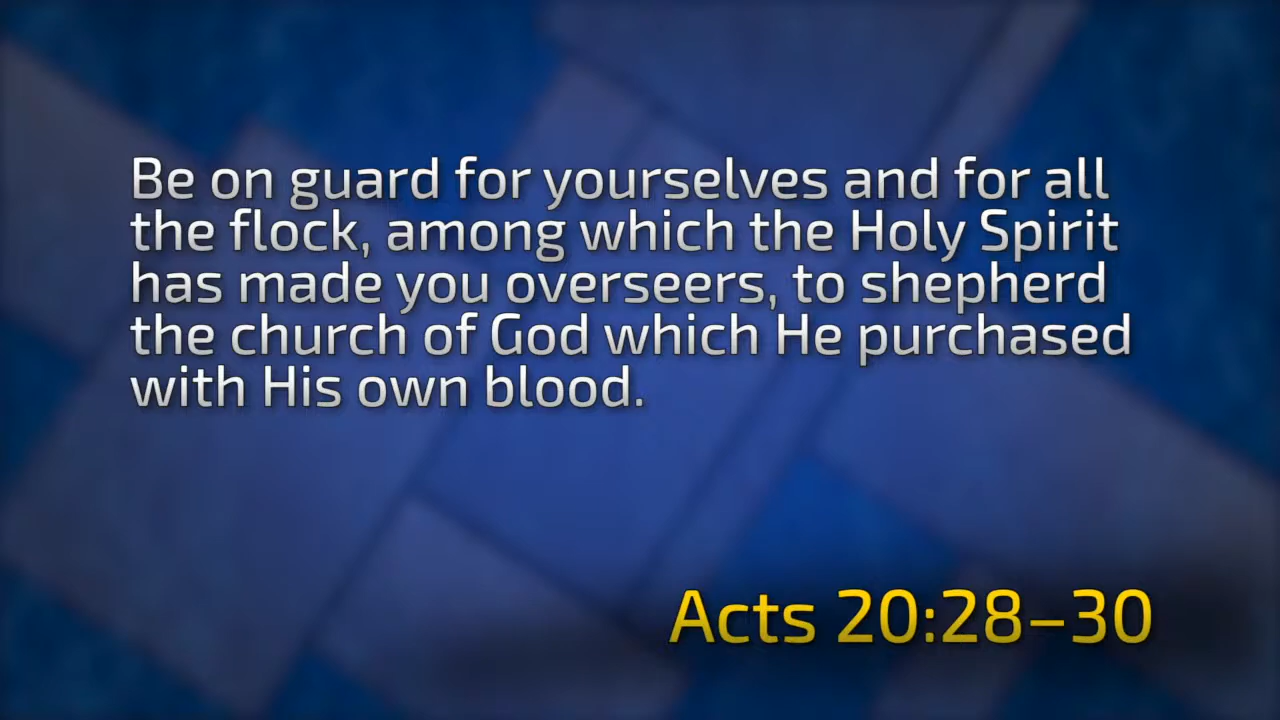 Be on guard for yourselves and for all
the flock, among which the Holy Spirit
has made you overseers, to shepherd
the church of God which He purchased
with His own blood.
Acts 20:28–30